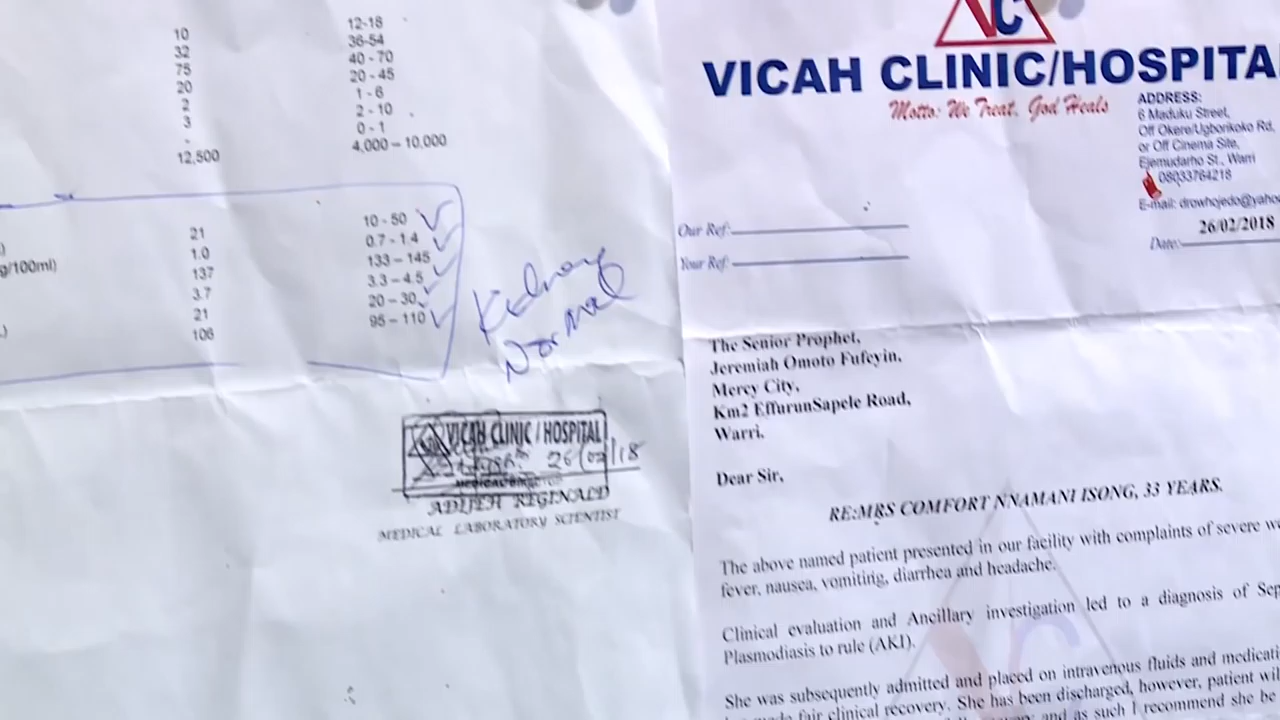 10 12-18
32 36-54
75 40 - 70
20 20 - 45
2 1 - 6
3 2 - 10
- 0 - 1
12,500 4,000 – 10,000
21 10 - 50
) 1.0 0.7 - 1.4
g/100ml) 137 133 – 145
3.7 3.3 – 4.5
21 20 – 30
.) 106 95 – 110
Kidney
Normal
VICAH CLINIC / HOSPITAL
26/02/18
ADIJEH REGINALD
MEDICAL LABORATORY SCIENTIST
VC
VICAH CLINIC/HOSPITA
Motto: We Treat, God Heals
ADDRESS:
6 Maduku Street,
Off Okere/Ugborikoko Rd,
or Off Cinema Site,
Ejemudarho St., Warri
08033764218
E-mail: drowhojedo@yaho
Our Ref:
26/02/2018
Date:
Your Ref:
The Senior Prophet,
Jeremiah Omoto Fufeyin,
Mercy City,
Km2 EffurunSapele Road,
Warri.
Dear Sir,
RE:MRS COMFORT NNAMANI ISONG, 33 YEARS.
The above named patient presented in our facility with complaints of severe we
fever, nausea, vomiting, diarrhea and headache.
Clinical evaluation and Ancillary investigation led to a diagnosis of Sep
Plasmodiasis to rule (AKI).
She was subsequently admitted and placed on intravenous fluids and medicati
made fair clinical recovery. She has been discharged, however, patient wil
and as such I recommend she be